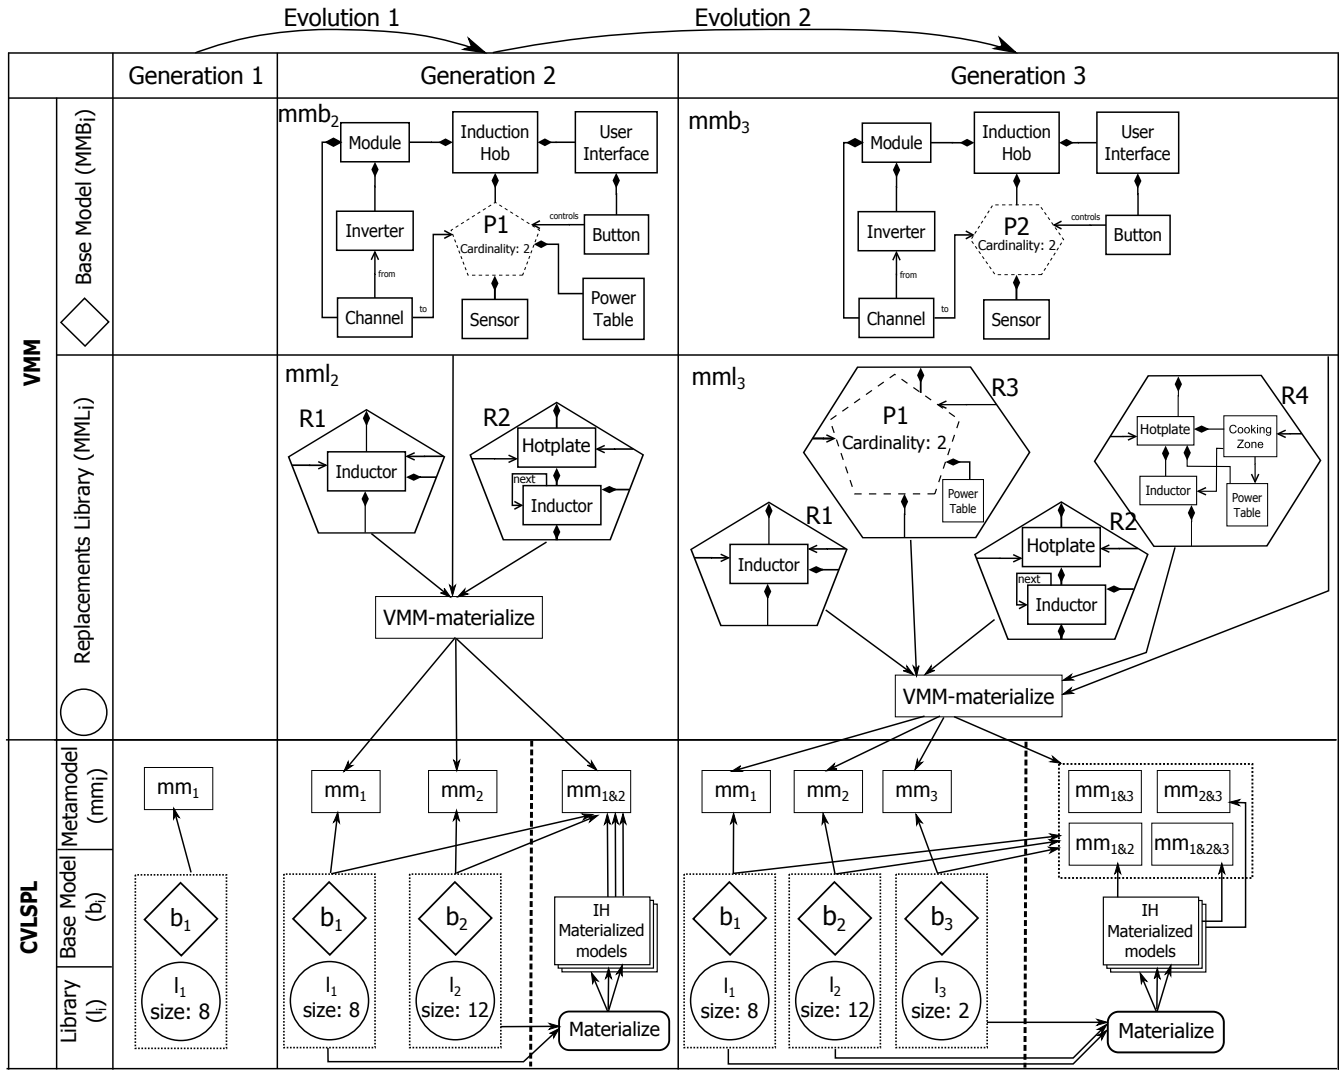 Evolution 1
Evolution 2
Generation 1
Generation 2
Generation 3
VMM
Base Model (MMBi)
mmb2
Module
Induction
Hob
User
Interface
Inverter
P1
Cardinality: 2
controls
Button
from
to
Channel
Sensor
Power
Table
mmb3
Module
Induction
Hob
User
Interface
Inverter
P2
Cardinality: 2
controls
Button
from
to
Channel
Sensor
Replacements Library (MMLi)
mml2
R1
Inductor
R2
Hotplate
next
Inductor
VMM-materialize
mml3
R1
Inductor
R3
P1
Cardinality: 2
Power
Table
R2
Hotplate
next
Inductor
R4
Hotplate
Cooking
Zone
Inductor
Power
Table
VMM-materialize
CVLSPL
Metamodel
(mmi)
mm1
mm1
mm2
mm1&2
mm1
mm2
mm3
mm1&3
mm2&3
mm1&2
mm1&2&3
Base Model
(bi)
b1
b1
b2
IH
Materialized
models
b1
b2
b3
IH
Materialized
models
Library
(li)
l1
size: 8
l1
size: 8
l2
size: 12
Materialize
l1
size: 8
l2
size: 12
l3
size: 2
Materialize